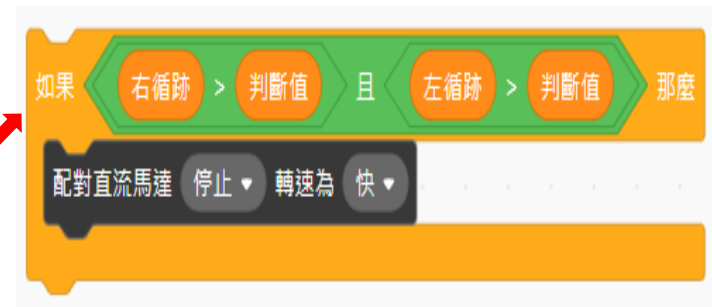 如果 右循跡 > 判斷值 且 左循跡 > 判斷值 那麼
配對直流馬達 停止 轉速為 快